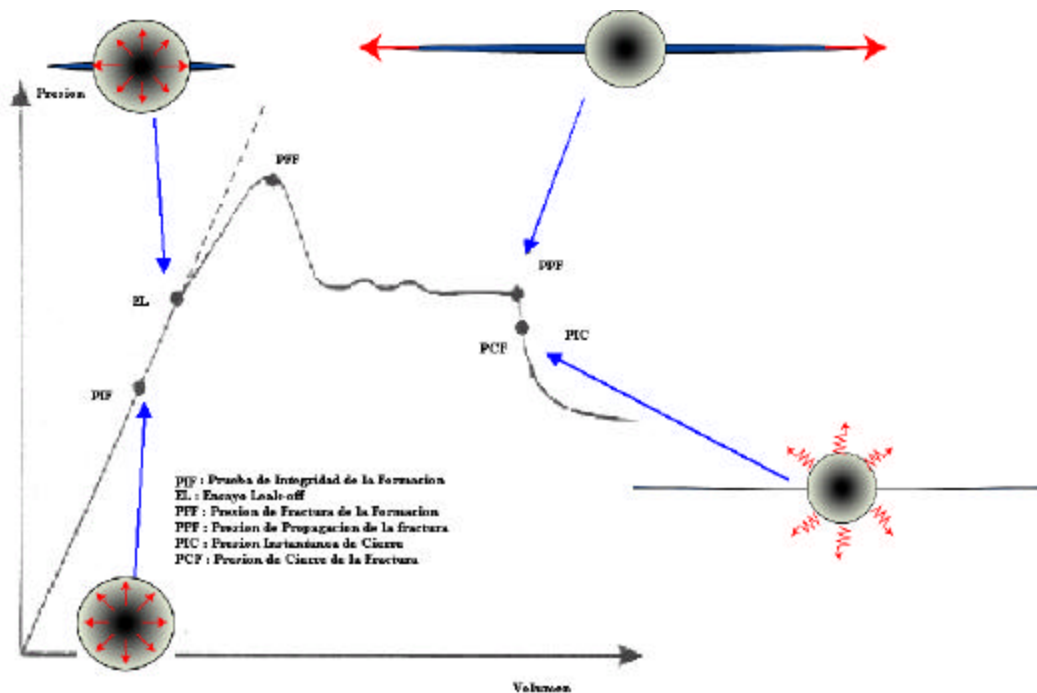 Presion
PFF
EL
PPF
PCF
PIC
PIF
PIF : Prueba de Integridad de la Formacion
EL : Ensayo Leak-off
PFF : Presion de Fractura de la Formacion
PPF : Presion de Propagacion de la fractura
PIC : Presion Instantanea de Cierre
PCF : Presion de Cierre de la Fractura
Volumen